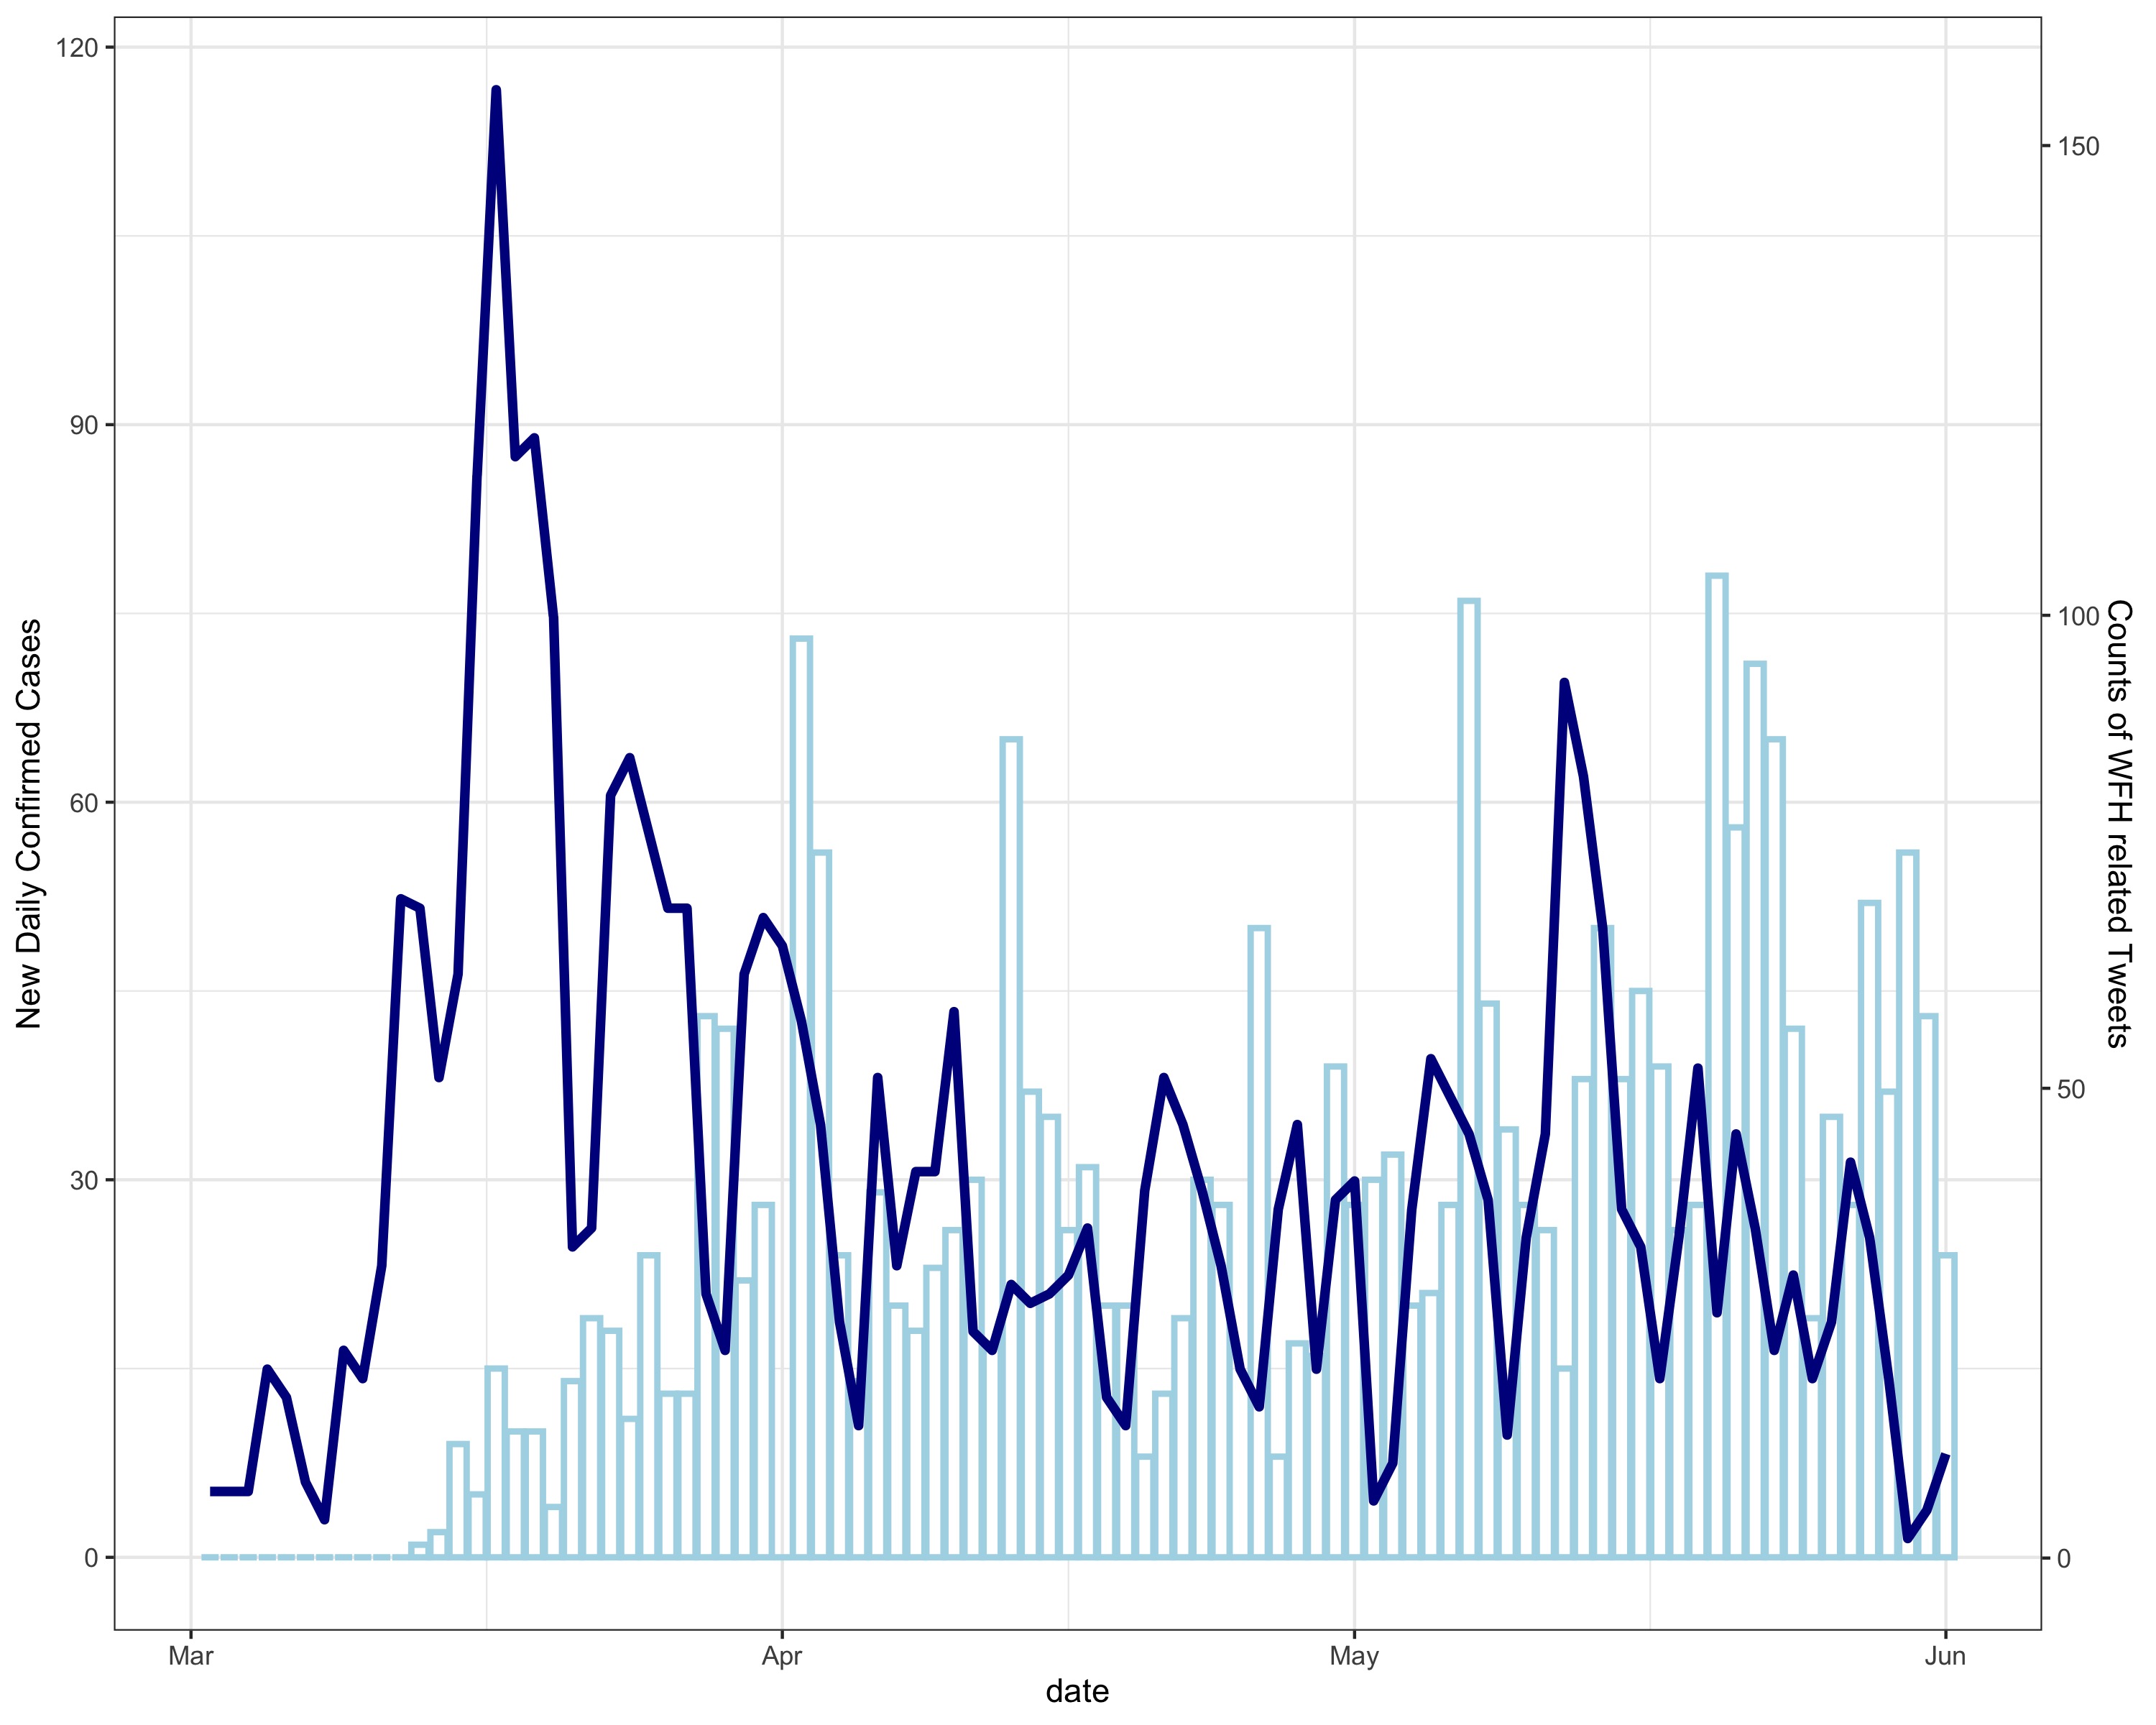 120
90
60
30
0
New Daily Confirmed Cases
150
100
50
0
Counts of WFH related Tweets
Mar
Apr
May
Jun
date